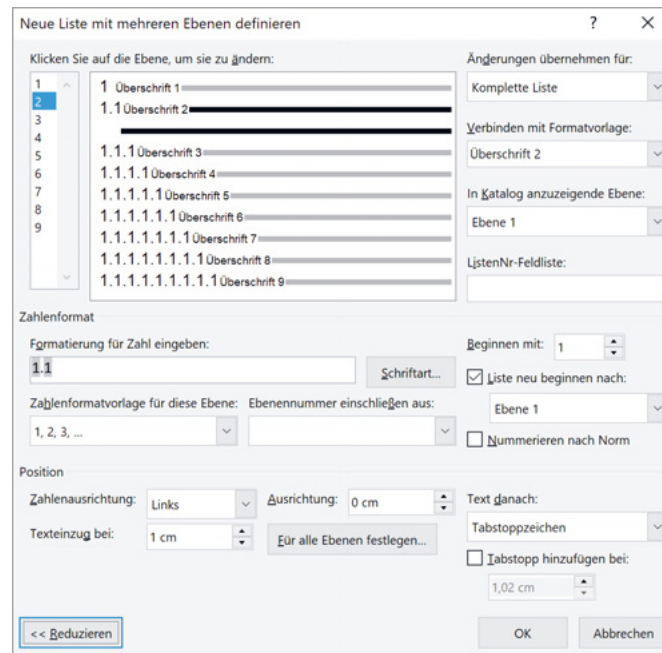 Neue Liste mit mehreren Ebenen definieren ? ×
Klicken Sie auf die Ebene, um sie zu ändern:
1
2
3
4
5
6
7
8
9
1 Überschrift 1
1.1 Überschrift 2
1.1.1 Überschrift 3
1.1.1.1 Überschrift 4
1.1.1.1.1 Überschrift 5
1.1.1.1.1.1 Überschrift 6
1.1.1.1.1.1.1 Überschrift 7
1.1.1.1.1.1.1.1 Überschrift 8
1.1.1.1.1.1.1.1.1 Überschrift 9
Änderungen übernehmen für:
Komplette Liste
Verbinden mit Formatvorlage:
Überschrift 2
In Katalog anzuzeigende Ebene:
Ebene 1
ListenNr-Feldliste:
Zahlenformat
Formatierung für Zahl eingeben:
1.1
Schriftart...
Zahlenformatvorlage für diese Ebene: Ebenennummer einschließen aus:
1, 2, 3, ...
Beginnen mit: 1
Liste neu beginnen nach:
Ebene 1
Nummerieren nach Norm
Position
Zahlenausrichtung: Links Ausrichtung: 0 cm
Texteinzug bei: 1 cm Für alle Ebenen festlegen...
Text danach:
Tabstoppzeichen
Tabstopp hinzufügen bei:
1,02 cm
<< Reduzieren OK Abbrechen